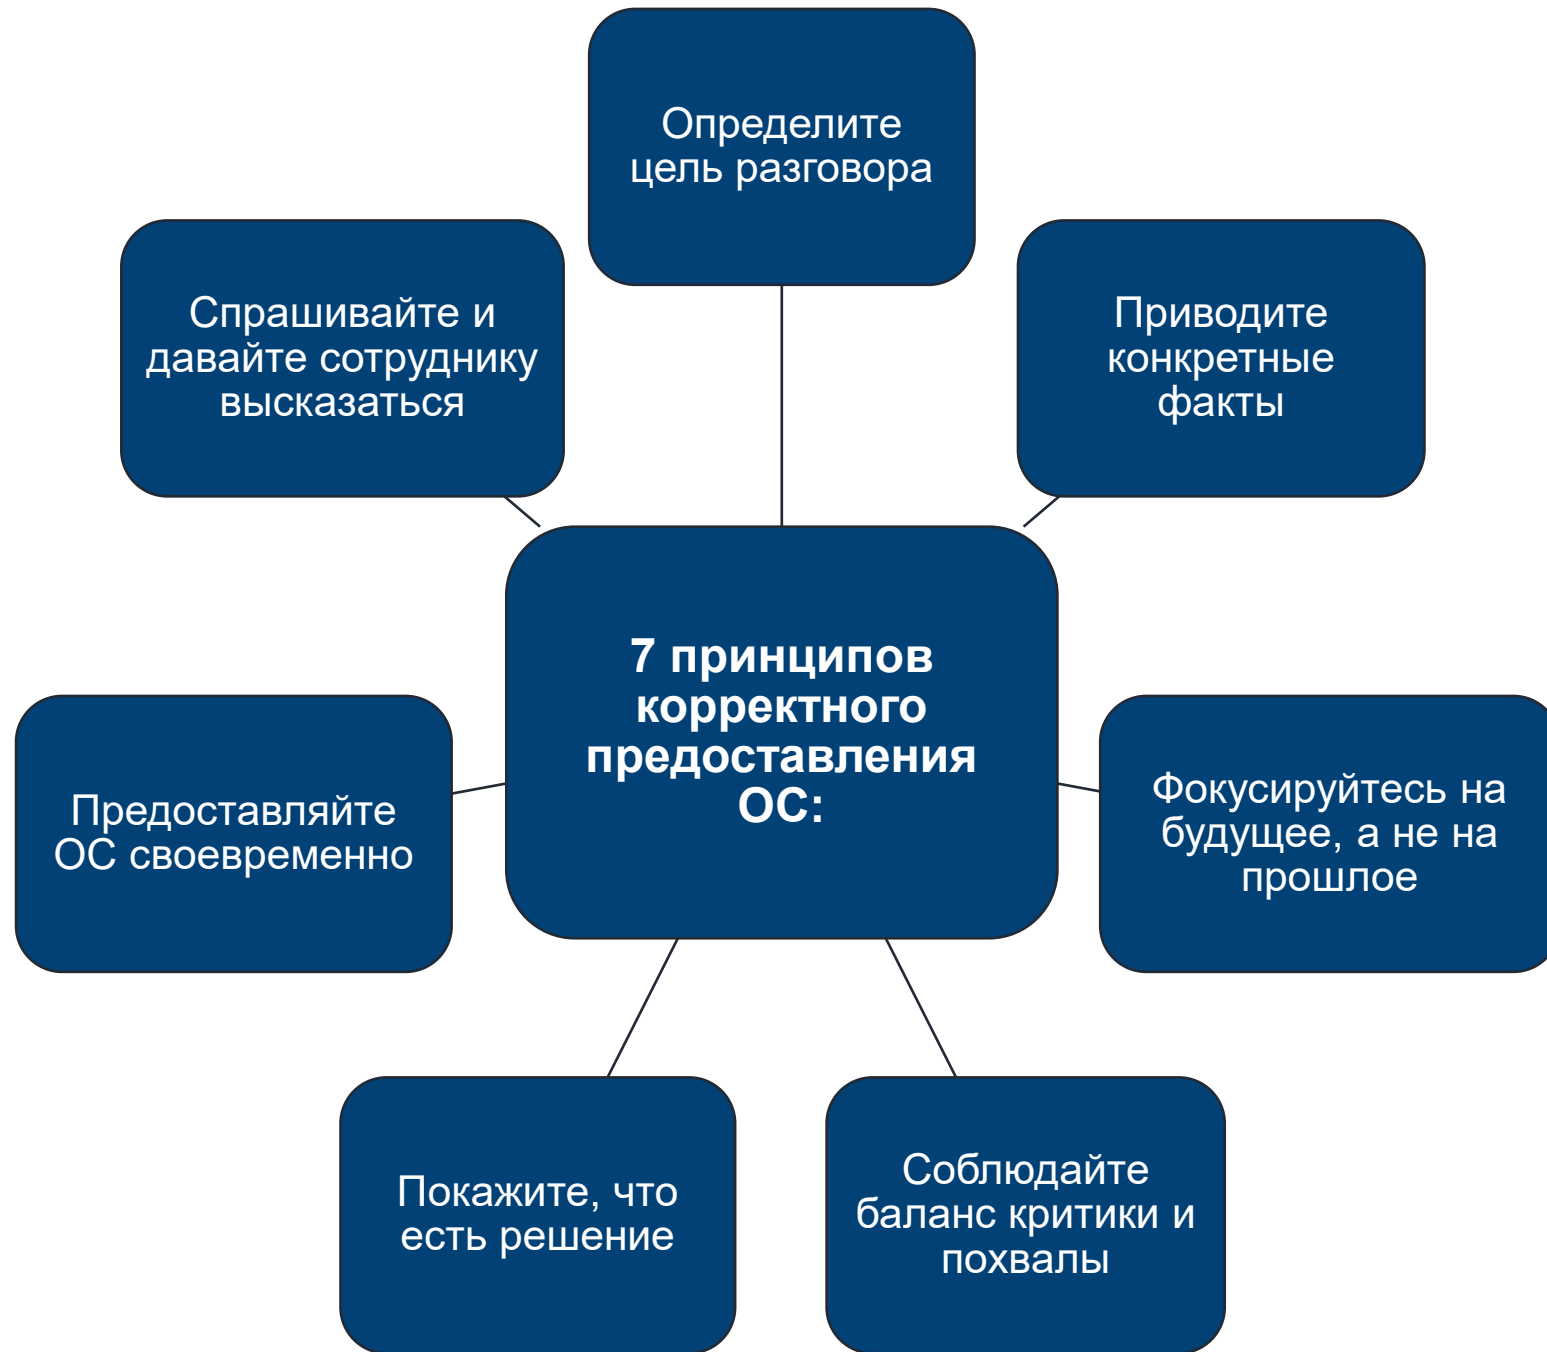 Определите
цель разговора
Спрашивайте и
давайте сотруднику
высказаться
Приводите
конкретные
факты
7 принципов
корректного
предоставления
ОС:
Предоставляйте
ОС своевременно
Фокусируйтесь на
будущее, а не на
прошлое
Покажите, что
есть решение
Соблюдайте
баланс критики и
похвалы